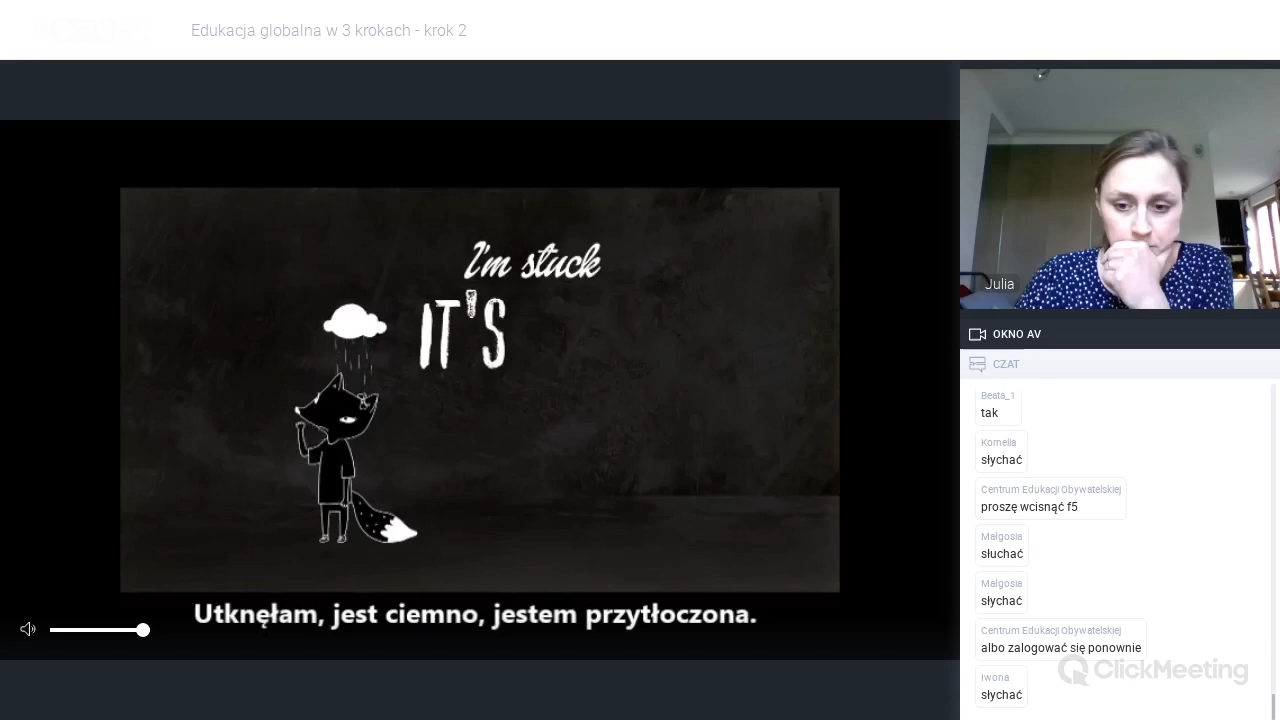 Edukacja globalna w 3 krokach - krok 2
I'm stuck
IT'S
Utknęłam, jest ciemno, jestem przytłoczona.
Julia
OKNO AV
CZAT
Beata_1
tak
Kornelia
słychać
Centrum Edukacji Obywatelskiej
proszę wcisnąć f5
Małgosia
słuchać
Małgosia
słychać
Centrum Edukacji Obywatelskiej
albo zalogować się ponownie
Iwona
słychać
ClickMeeting